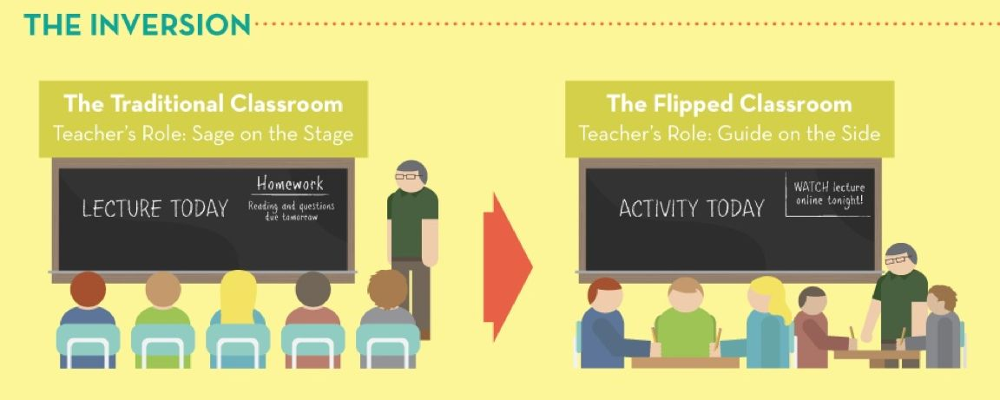 THE INVERSION
The Traditional Classroom
Teacher's Role: Sage on the Stage
LECTURE TODAY
Homework
Reading and questions
due tomorrow
The Flipped Classroom
Teacher's Role: Guide on the Side
ACTIVITY TODAY
WATCH lecture
online tonight!